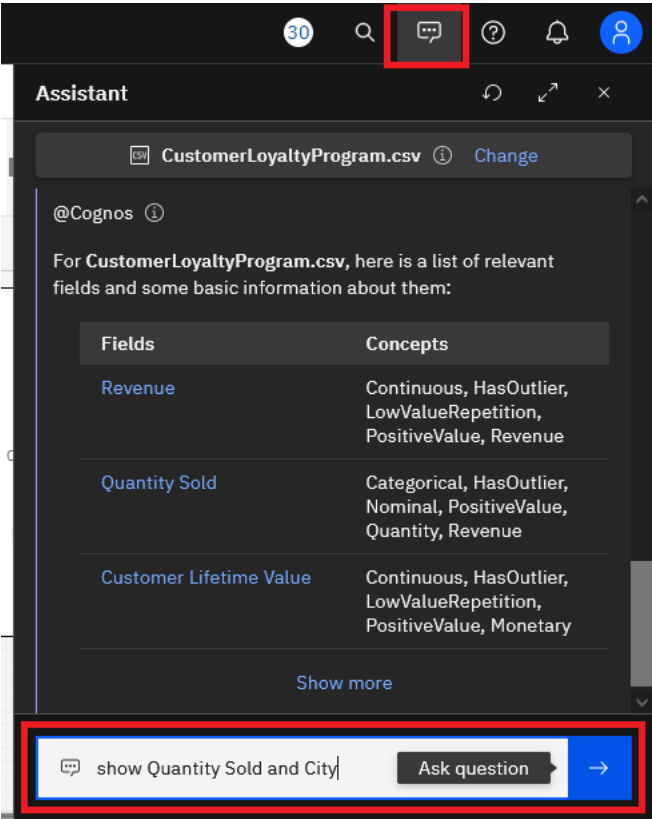 30
Assistant
CSV CustomerLoyaltyProgram.csv Change
@Cognos
For CustomerLoyaltyProgram.csv, here is a list of relevant
fields and some basic information about them:
Fields Concepts
Revenue Continuous, HasOutlier,
LowValueRepetition,
PositiveValue, Revenue
Quantity Sold Categorical, HasOutlier,
Nominal, PositiveValue,
Quantity, Revenue
Customer Lifetime Value Continuous, HasOutlier,
LowValueRepetition,
PositiveValue, Monetary
Show more
show Quantity Sold and City Ask question